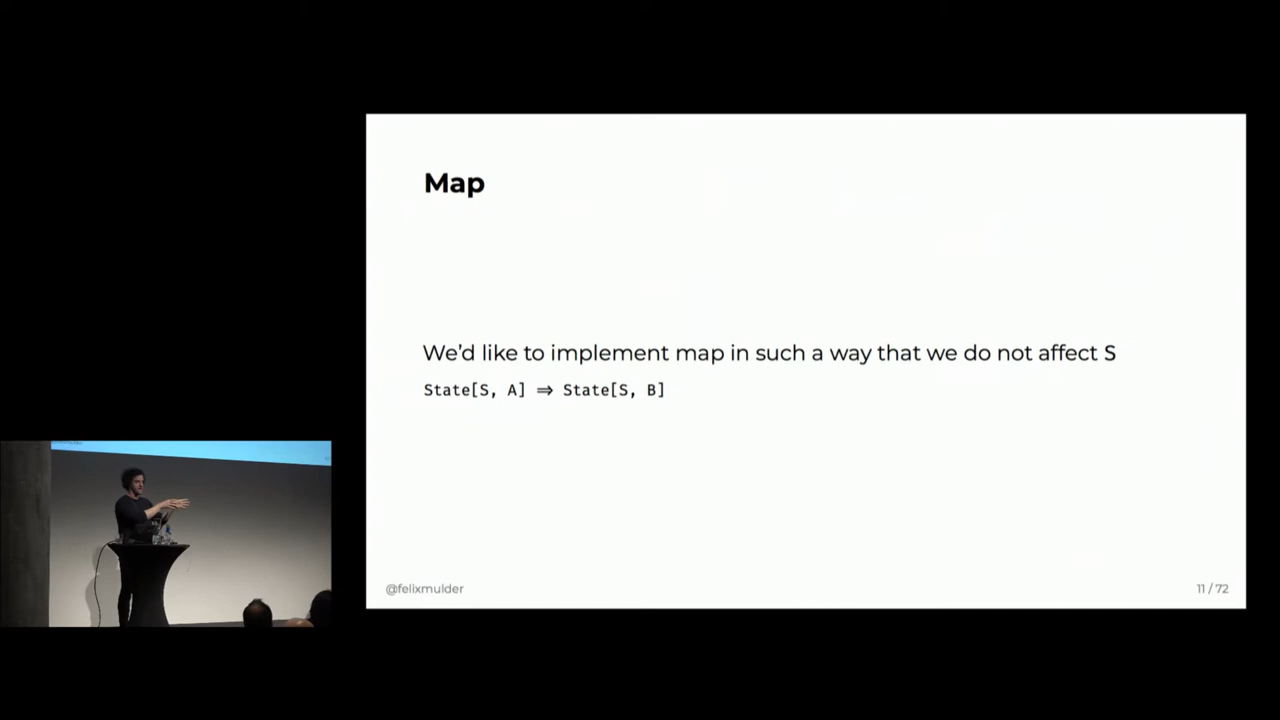 Map
We'd like to implement map in such a way that we do not affect S
State[S, A] ⇒ State[S, B]
@felixmulder
11 / 72